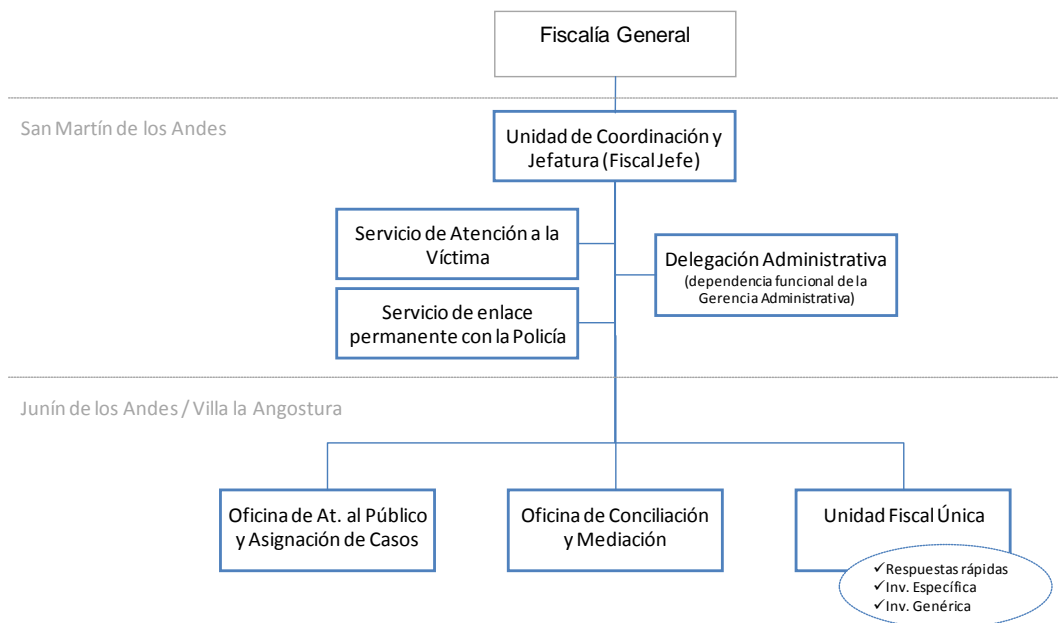 Fiscalía General
San Martín de los Andes
Unidad de Coordinación y
Jefatura (Fiscal Jefe)
Servicio de Atención a la
Víctima
Delegación Administrativa
(dependencia funcional de la
Gerencia Administrativa)
Servicio de enlace
permanente con la Policía
Junín de los Andes / Villa la Angostura
Oficina de At. al Público
y Asignación de Casos
Oficina de Conciliación
y Mediación
Unidad Fiscal Única
✓Respuestas rápidas
✓Inv. Específica
✓Inv. Genérica